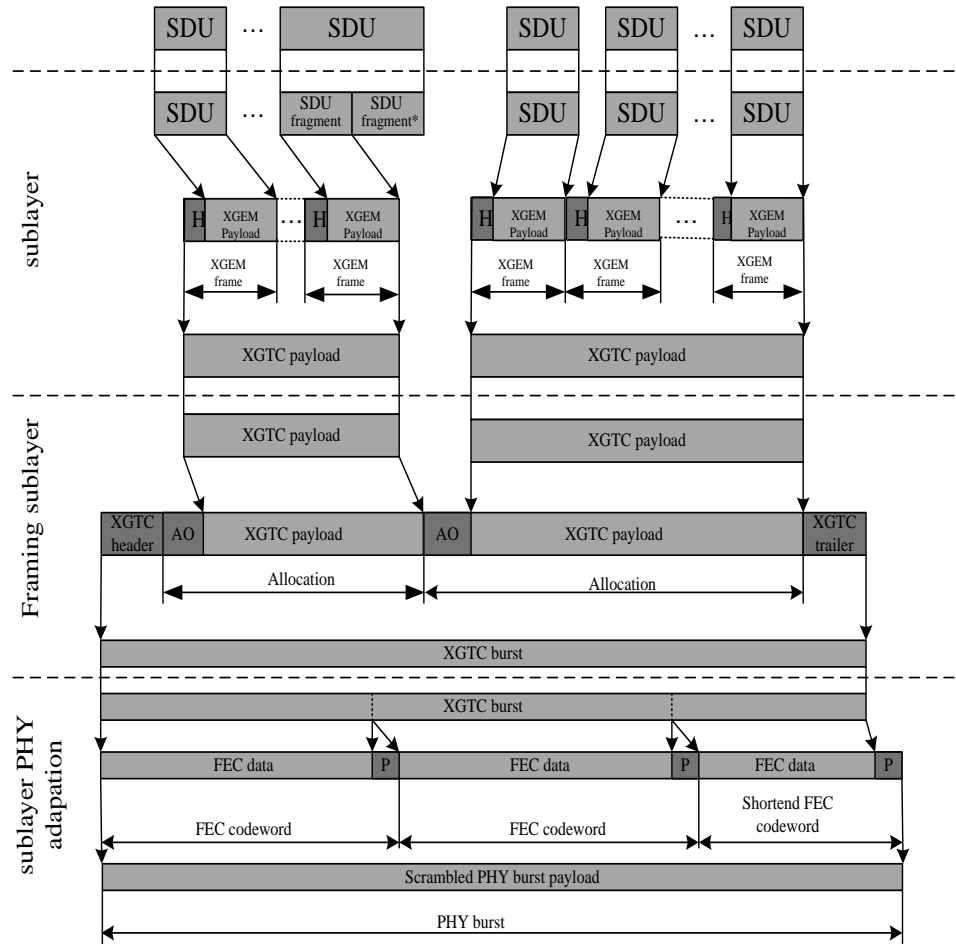 SDU ... SDU SDU SDU ... SDU
SDU ... SDU fragment SDU fragment* SDU SDU ... SDU
sublayer
H XGEM Payload ... H XGEM Payload H XGEM Payload H XGEM Payload ... H XGEM Payload
XGEM frame XGEM frame XGEM frame XGEM frame XGEM frame
XGTC payload XGTC payload
Framing sublayer
XGTC payload XGTC payload
XGTC header AO XGTC payload AO XGTC payload XGTC trailer
Allocation Allocation
XGTC burst
sublayer PHY
adapation
XGTC burst
FEC data P FEC data P FEC data P
FEC codeword FEC codeword Shortend FEC codeword
Scrambled PHY burst payload
PHY burst